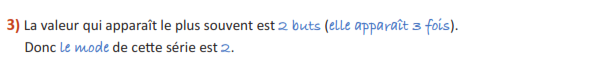 3) La valeur qui apparaît le plus souvent est 2 buts (elle apparaît 3 fois).
Donc le mode de cette série est 2.